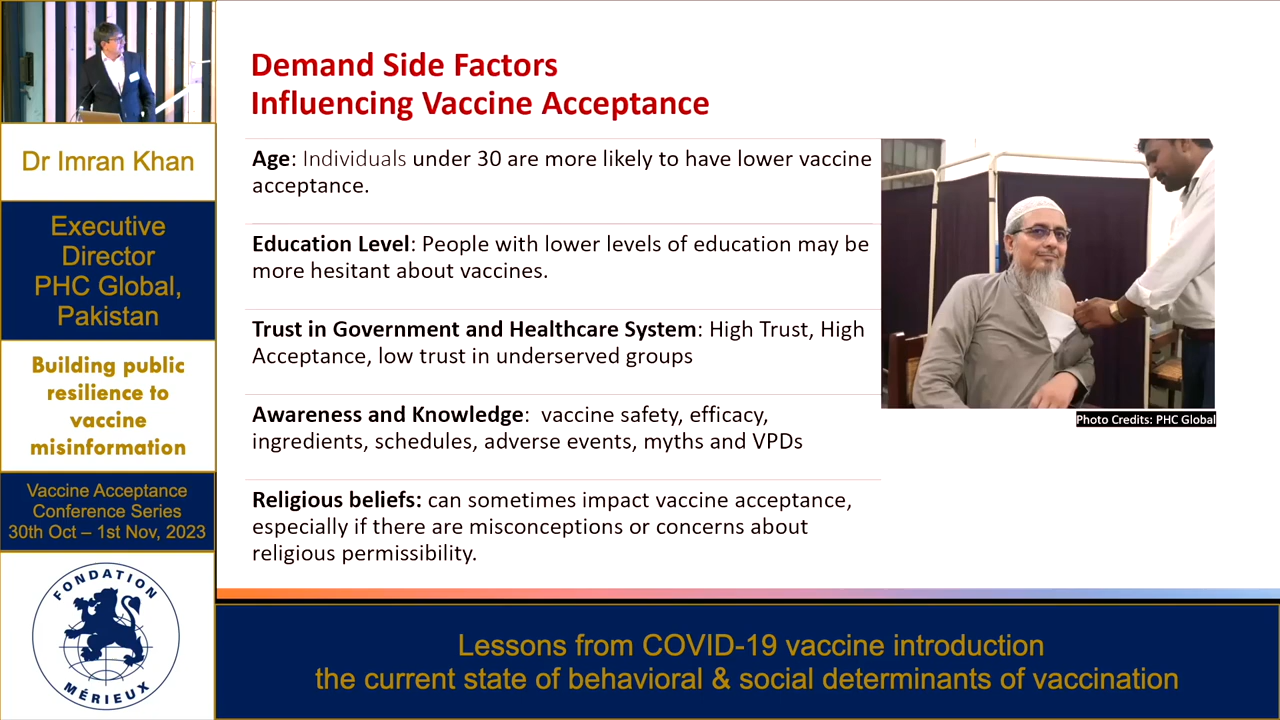 Dr Imran Khan
Executive
Director
PHC Global,
Pakistan
Building public
resilience to
vaccine
misinformation
Vaccine Acceptance
Conference Series
30th Oct – 1st Nov, 2023
FONDATION
MÉRIEUX
Demand Side Factors
Influencing Vaccine Acceptance
Age: Individuals under 30 are more likely to have lower vaccine
acceptance.
Education Level: People with lower levels of education may be
more hesitant about vaccines.
Trust in Government and Healthcare System: High Trust, High
Acceptance, low trust in underserved groups
Awareness and Knowledge:  vaccine safety, efficacy,
ingredients, schedules, adverse events, myths and VPDs
Religious beliefs: can sometimes impact vaccine acceptance,
especially if there are misconceptions or concerns about
religious permissibility.
Photo Credits: PHC Global
Lessons from COVID-19 vaccine introduction
the current state of behavioral & social determinants of vaccination